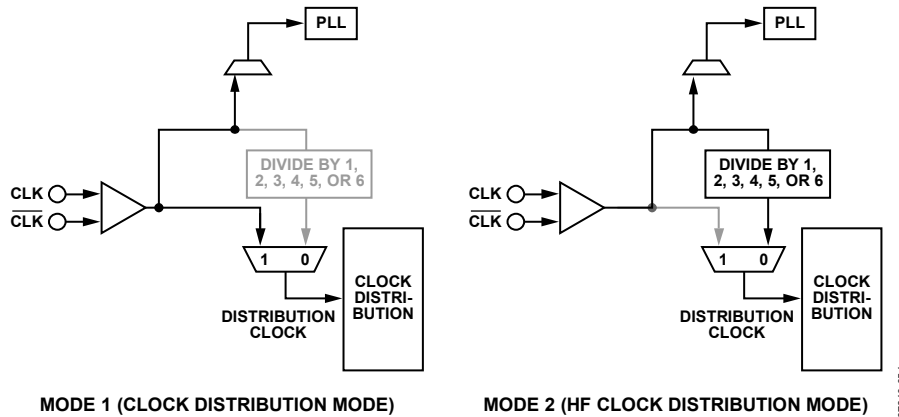 PLL
DIVIDE BY 1,
2, 3, 4, 5, OR 6
CLK
CLK
1 0
CLOCK
DISTRI-
BUTION
DISTRIBUTION
CLOCK
MODE 1 (CLOCK DISTRIBUTION MODE)
PLL
DIVIDE BY 1,
2, 3, 4, 5, OR 6
CLK
CLK
1 0
CLOCK
DISTRI-
BUTION
DISTRIBUTION
CLOCK
MODE 2 (HF CLOCK DISTRIBUTION MODE)